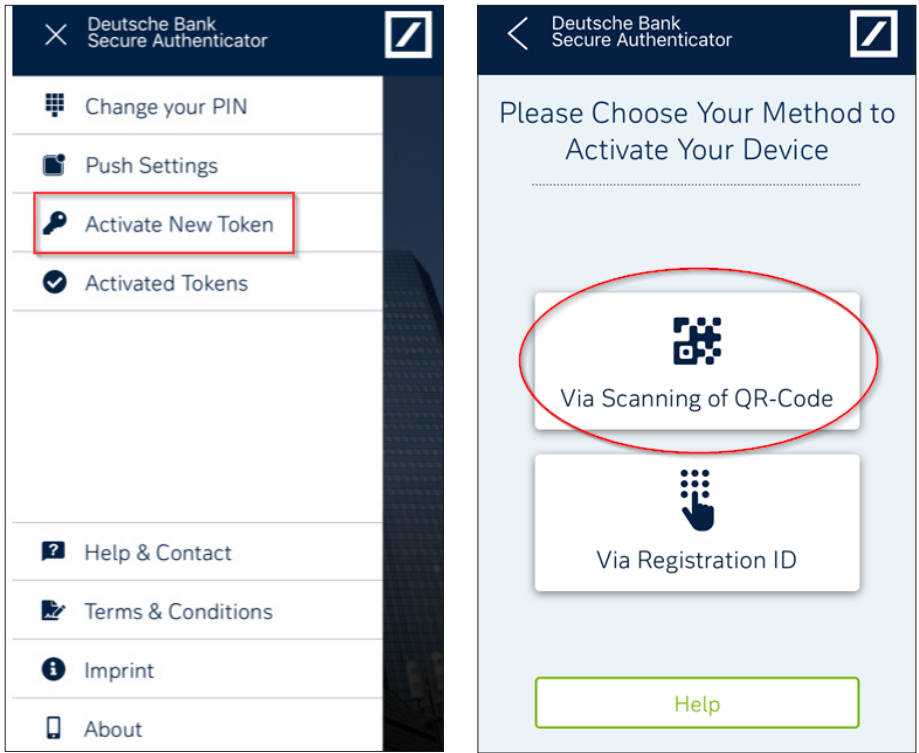 Deutsche Bank
Secure Authenticator
Change your PIN
Push Settings
Activate New Token
Activated Tokens
Help & Contact
Terms & Conditions
Imprint
About
Deutsche Bank
Secure Authenticator
Please Choose Your Method to
Activate Your Device
Via Scanning of QR-Code
Via Registration ID
Help